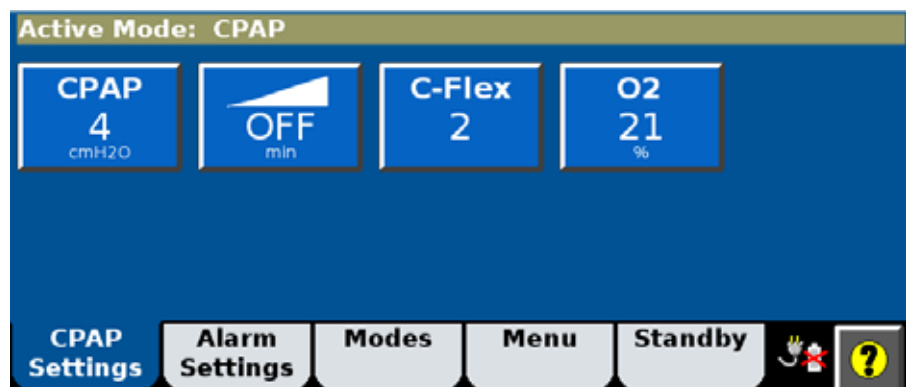 Active Mode: CPAP
CPAP
4
cmH2O
OFF
min
C-Flex
2
O2
21
%
CPAP
Settings
Alarm
Settings
Modes
Menu
Standby
?